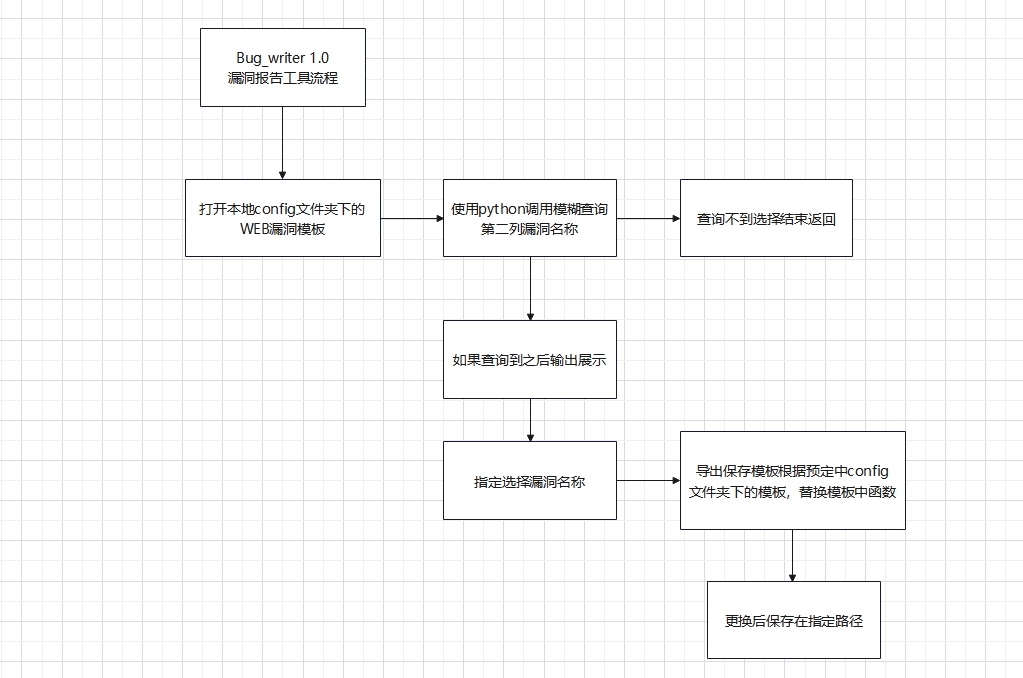 Bug_writer 1.0
漏洞报告工具流程
打开本地config文件夹下的
WEB漏洞模板
使用python调用模糊查询
第二列漏洞名称
查询不到选择结束返回
如果查询到之后输出展示
指定选择漏洞名称
导出保存模板根据预定中config
文件夹下的模板，替换模板中函数
更换后保存在指定路径